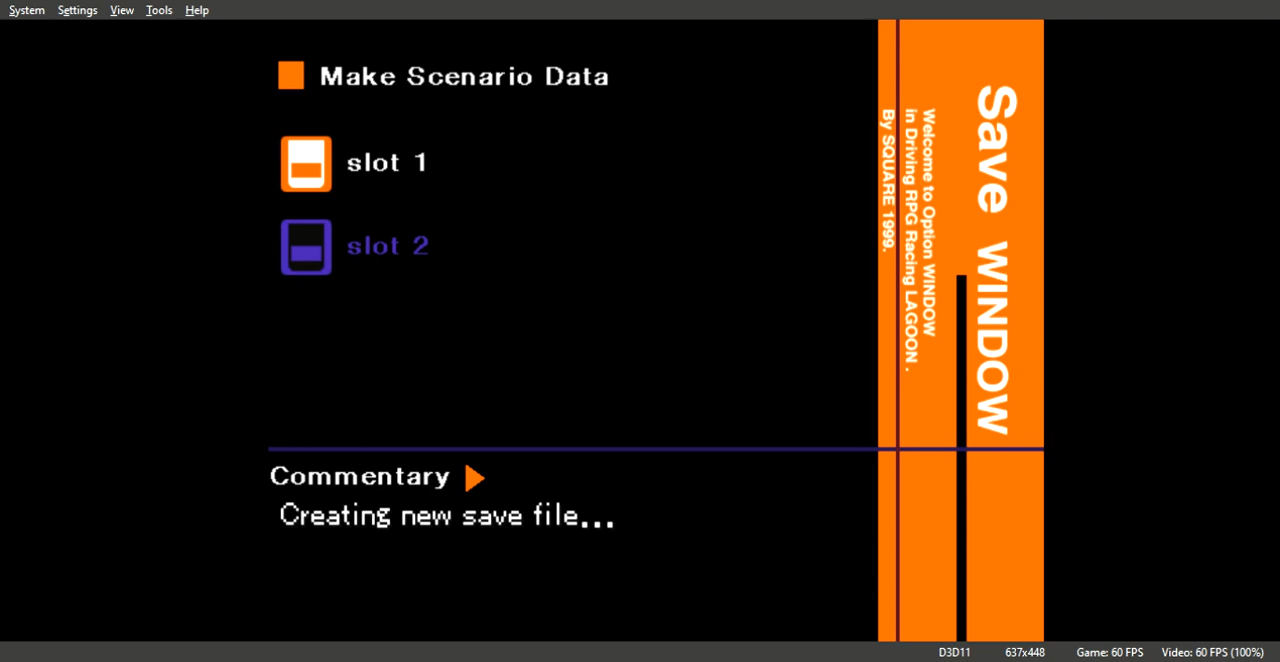 System Settings View Tools Help
Make Scenario Data
slot 1
slot 2
Save WINDOW
Welcome to Option WINDOW
in Driving RPG Racing LAGOON .
By SQUARE 1999.
Commentary
Creating new save file...
D3D11 637x448 Game: 60 FPS Video: 60 FPS (100%)